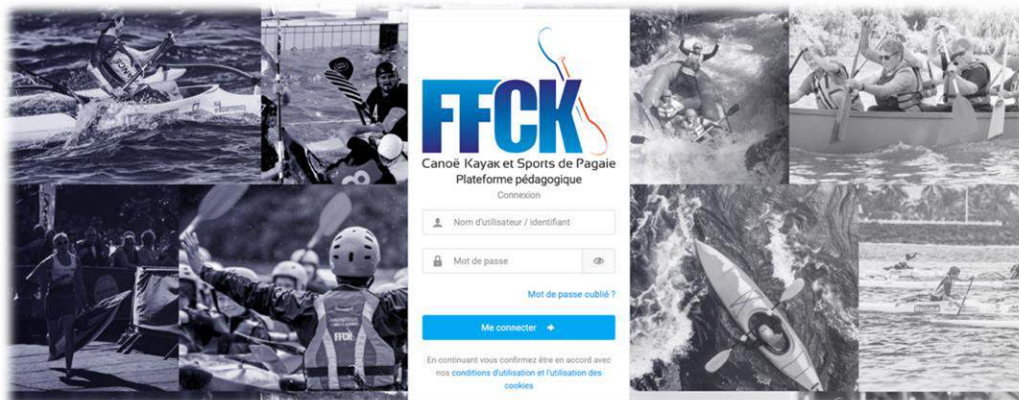 FFCK
Canoë Kayak et Sports de Pagaie
Plateforme pédagogique
Connexion
Nom d'utilisateur / identifiant
Mot de passe
Mot de passe oublié ?
Me connecter
En continuant vous confirmez être en accord avec
nos conditions d'utilisation et l'utilisation des
cookies
FFCK